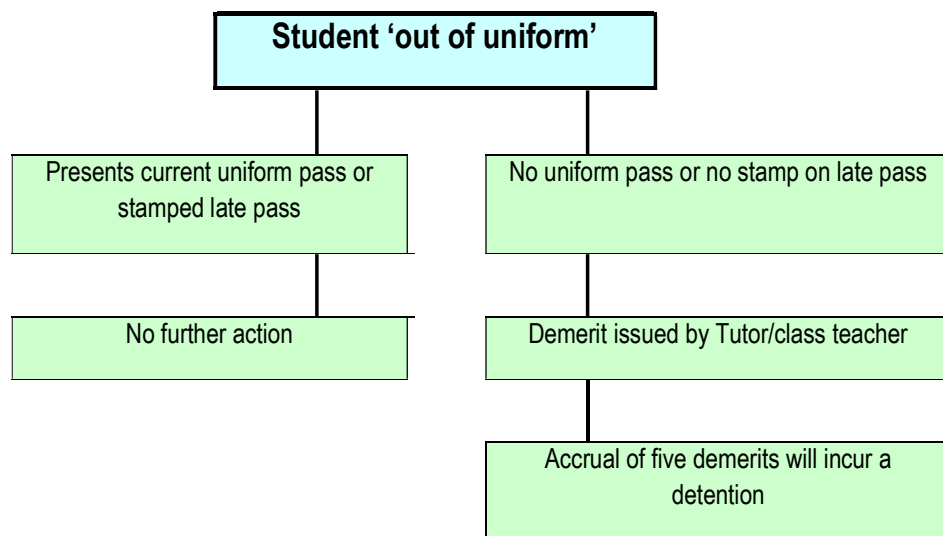 Student ‘out of uniform’
Presents current uniform pass or
stamped late pass
No uniform pass or no stamp on late pass
No further action
Demerit issued by Tutor/class teacher
Accrual of five demerits will incur a
detention